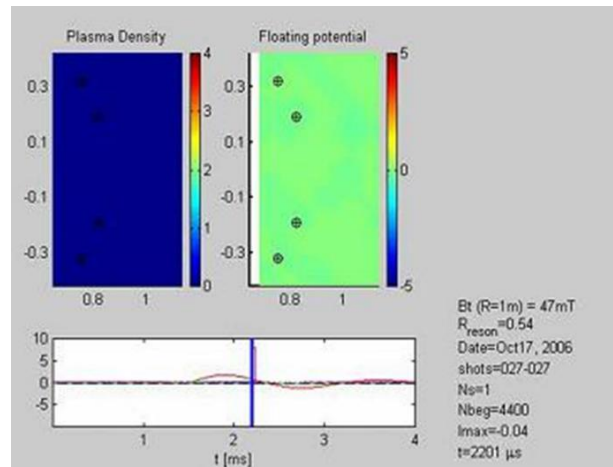 Plasma Density
Floating potential
0.3
0.1
-0.1
-0.3
0.8 1
4
3
2
1
0
0.3
0.1
-0.1
-0.3
0.8 1
5
0
-5
10
5
0
-5
1 2 3 4
t [ms]
Bt (R=1m) = 47mT
Rreson=0.54
Date=Oct17, 2006
shots=027-027
Ns=1
Nbeg=4400
Imax=-0.04
t=2201 µs